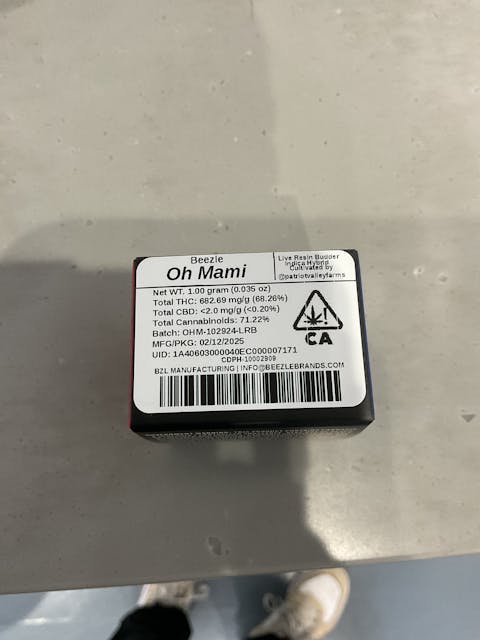 Beezle
Oh Mami
Live Resin Budder
Indica Hybrid
Cultivated by
@patriotvalleyfarms
Net WT. 1.00 gram (0.035 oz)
Total THC: 682.69 mg/g (68.26%)
Total CBD: <2.0 mg/g (<0.20%)
Total Cannabinoids: 71.22%
Batch: OHM-102924-LRB
MFG/PKG: 02/12/2025
UID: 1A40603000040EC000007171
CDPH-10002909
BZL MANUFACTURING | INFO@BEEZLEBRANDS.COM
!
CA